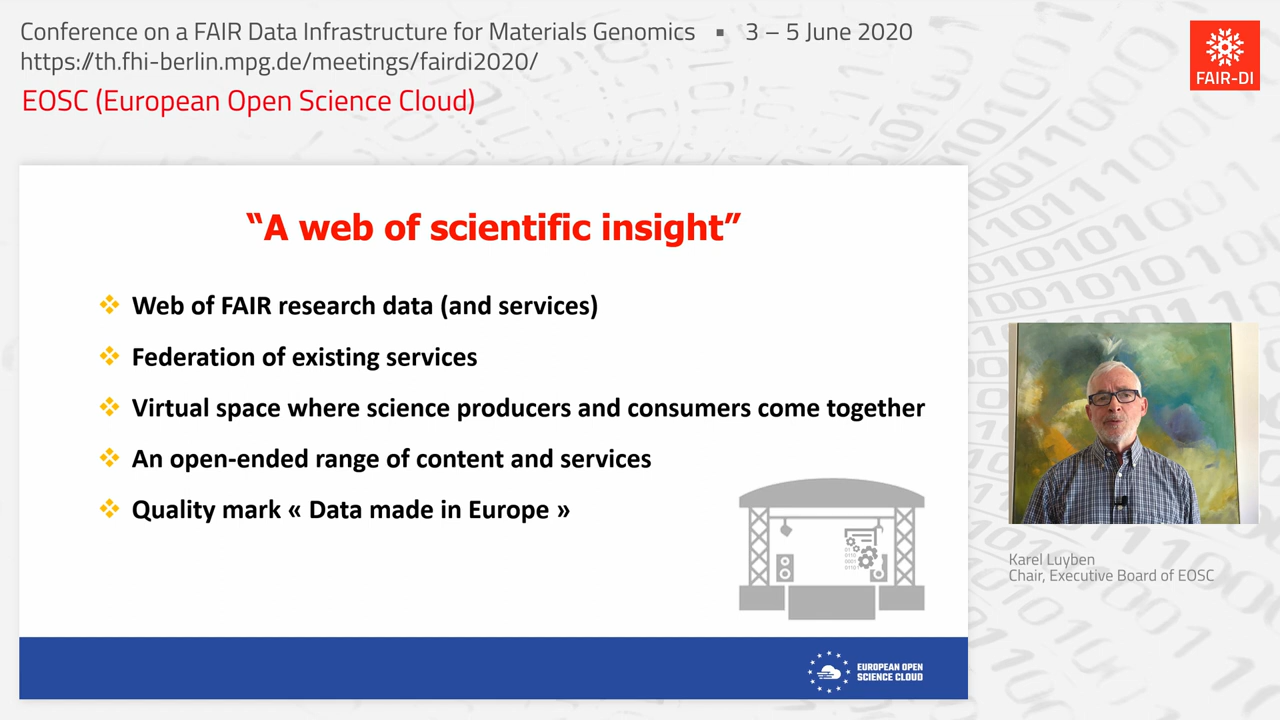 Conference on a FAIR Data Infrastructure for Materials Genomics ▪ 3 – 5 June 2020
https://th.fhi-berlin.mpg.de/meetings/fairdi2020/
EOSC (European Open Science Cloud)
FAIR-DI
“A web of scientific insight”
❖ Web of FAIR research data (and services)
❖ Federation of existing services
❖ Virtual space where science producers and consumers come together
❖ An open-ended range of content and services
❖ Quality mark « Data made in Europe »
EUROPEAN OPEN
SCIENCE CLOUD
Karel Luyben
Chair, Executive Board of EOSC